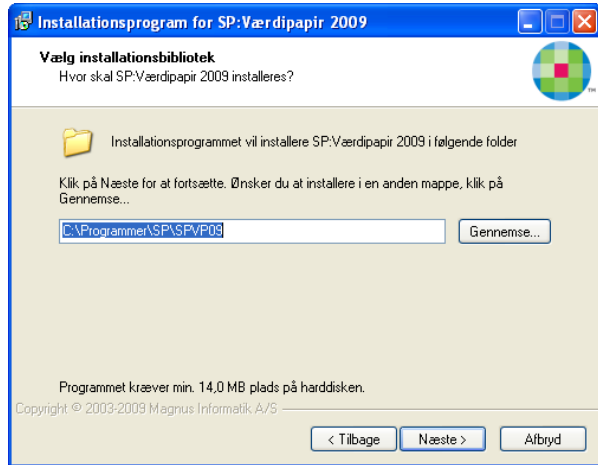 Installationsprogram for SP:Værdipapir 2009
Vælg installationsbibliotek
Hvor skal SP:Værdipapir 2009 installeres?
TM
Installationsprogrammet vil installere SP:Værdipapir 2009 i følgende folder
Klik på Næste for at fortsætte. Ønsker du at installere i en anden mappe, klik på
Gennemse...
C:\Programmer\SP\SPVP09
Gennemse...
Programmet kræver min. 14,0 MB plads på harddisken.
Copyright © 2003-2009 Magnus Informatik A/S
< Tilbage
Næste >
Afbryd